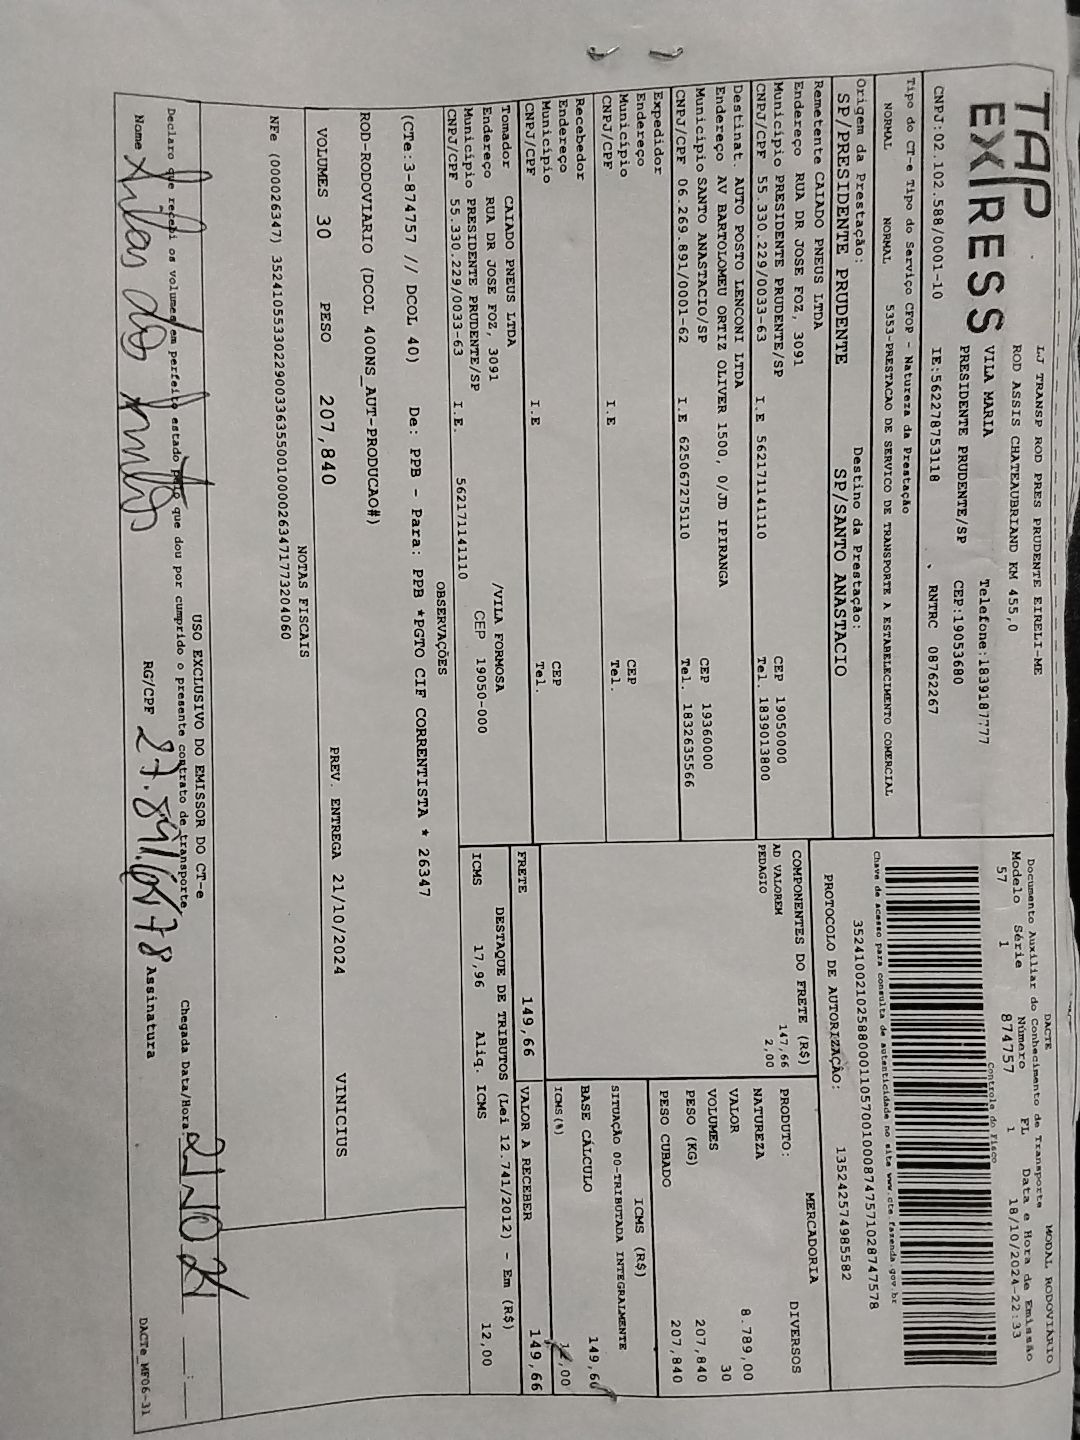 TAP EXPRESS
LJ TRANSP ROD PRES PRUDENTE EIRELI-ME
ROD ASSIS CHATEAUBRIAND KM 455,0
VILA MARIA Telefone:1839187777
PRESIDENTE PRUDENTE/SP CEP:19053680
CNPJ:02.102.588/0001-10 IE:562278753118 RNTRC 08762267
Tipo do CT-e Tipo do Serviço CFOP - Natureza da Prestação
NORMAL NORMAL 5353-PRESTACAO DE SERVICO DE TRANSPORTE A ESTABELECIMENTO COMERCIAL
Origem da Prestação: Destino da Prestação:
SP/PRESIDENTE PRUDENTE SP/SANTO ANASTACIO
Remetente CAIADO PNEUS LTDA
Endereço RUA DR JOSE FOZ, 3091 CEP 19050000
Município PRESIDENTE PRUDENTE/SP Tel. 1839013800
CNPJ/CPF 55.330.229/0033-63 I.E 562171141110
Destinat. AUTO POSTO LENCONI LTDA
Endereço AV BARTOLOMEU ORTIZ OLIVER 1500, 0/JD IPIRANGA
Município SANTO ANASTACIO/SP CEP 19360000
CNPJ/CPF 06.269.891/0001-62 I.E 625067275110 Tel. 1832635566
Expedidor
Endereço
Município CEP
CNPJ/CPF I.E Tel.
Recebedor
Endereço
Município CEP
CNPJ/CPF I.E Tel.
Tomador CAIADO PNEUS LTDA
Endereço RUA DR JOSE FOZ, 3091 /VILA FORMOSA
Município PRESIDENTE PRUDENTE/SP CEP 19050-000
CNPJ/CPF 55.330.229/0033-63 I.E. 562171141110
DACTE MODAL RODOVIÁRIO
Documento Auxiliar do Conhecimento de Transporte
Modelo Série Número FL Data e Hora de Emissão
57 1 874757 1 18/10/2024-22:33
Controle do Fisco
Chave de acesso para consulta de autenticidade no site www.cte.fazenda.gov.br
35241002102588000110570010008747571028747578
PROTOCOLO DE AUTORIZAÇÃO: 135242574985582
COMPONENTES DO FRETE (R$)
AD VALOREM 147,66
PEDAGIO 2,00
MERCADORIA
PRODUTO: DIVERSOS
NATUREZA
VALOR 8.789,00
VOLUMES 30
PESO (KG) 207,840
PESO CUBADO 207,840
ICMS (R$)
SITUAÇÃO 00-TRIBUTADA INTEGRALMENTE
BASE CÁLCULO 149,66
ICMS (%)
FRETE 149,66 VALOR A RECEBER 149,66
DESTAQUE DE TRIBUTOS (Lei 12.741/2012) - Em (R$)
ICMS 17,96 Aliq. ICMS 12,00
OBSERVAÇÕES
(CTe:3-874757 // DCOL 40) De: PPB - Para: PPB *PGTO CIF CORRENTISTA * 26347
ROD-RODOVIARIO (DCOL 400NS_AUT-PRODUCAO#)
VOLUMES 30 PESO 207,840 PREV. ENTREGA 21/10/2024 VINICIUS
NOTAS FISCAIS
NFe (000026347) 35241055330229003363550010000263471773204060
USO EXCLUSIVO DO EMISSOR DO CT-e
Declaro que recebi os volumes em perfeito estado pelo que dou por cumprido o presente contrato de transporte
Chegada Data/Hora: 21 10 24
Nome dos Santos RG/CPF Assinatura
DACTe_MF06-31